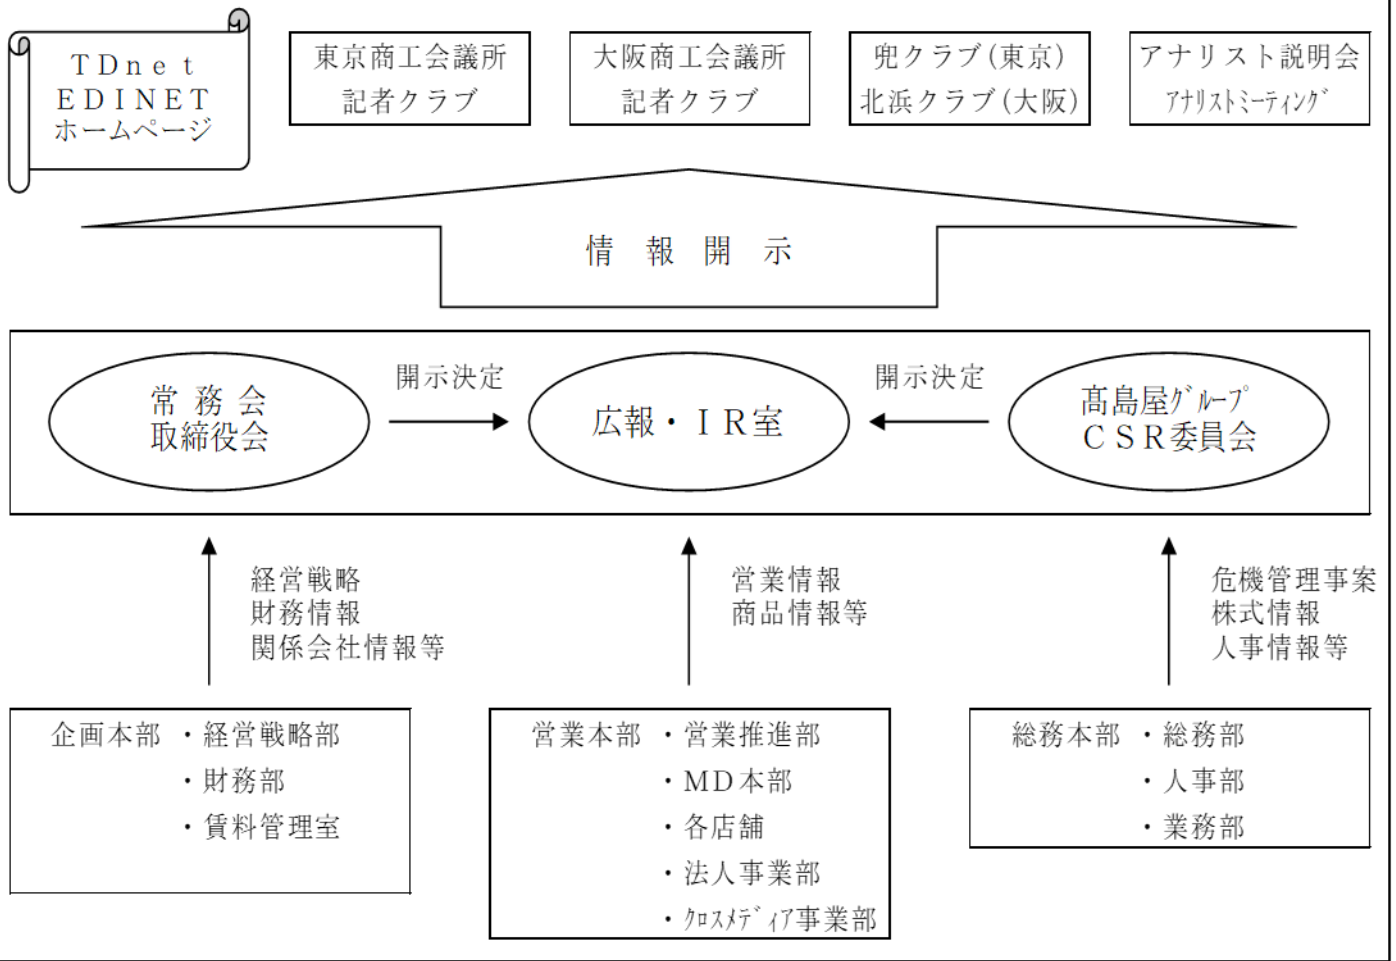 TDnet
EDINET
ホームページ
東京商工会議所
記者クラブ
大阪商工会議所
記者クラブ
兜クラブ(東京)
北浜クラブ(大阪)
アナリスト説明会
ｱﾅﾘｽﾄﾐｰﾃｨﾝｸﾞ
情報開示
常務会
取締役会
開示決定
広報・ＩＲ室
開示決定
髙島屋ｸﾞﾙｰﾌﾟ
ＣＳＲ委員会
経営戦略
財務情報
関係会社情報等
営業情報
商品情報等
危機管理事案
株式情報
人事情報等
企画本部 ・経営戦略部
・財務部
・賃料管理室
営業本部 ・営業推進部
・ＭＤ本部
・各店舗
・法人事業部
・ｸﾛｽﾒﾃﾞｨｱ事業部
総務本部 ・総務部
・人事部
・業務部